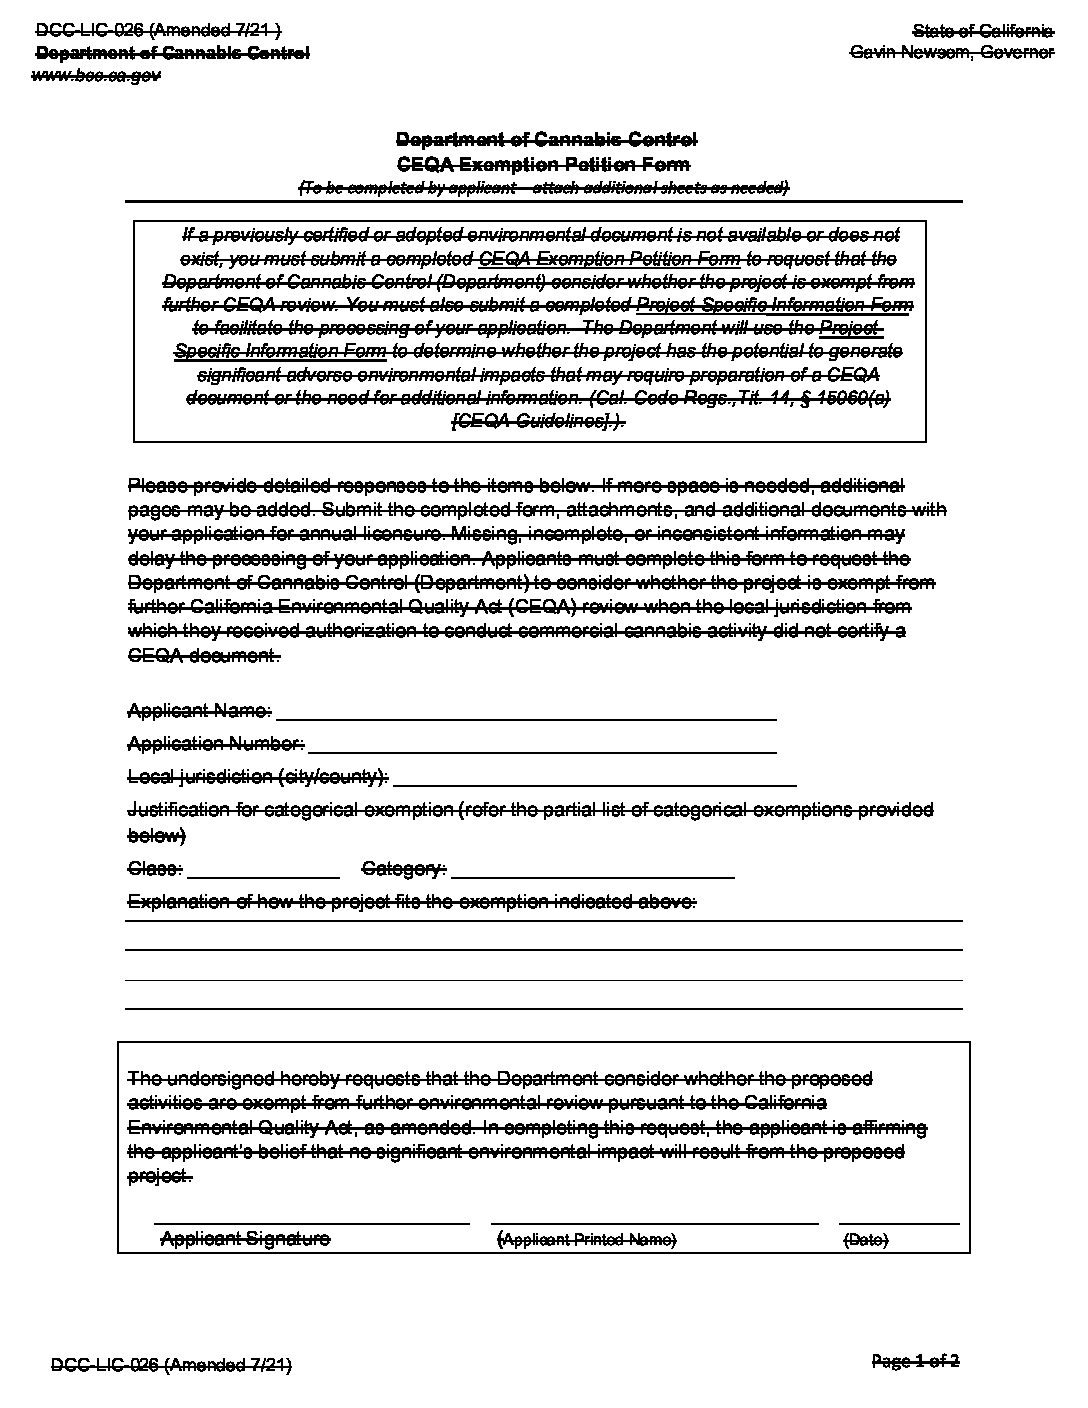 DCC-LIC-026 (Amended 7/21 )
State of California
Department of Cannabis Control
Gavin Newsom, Governor
www.bcc.ca.gov
Department of Cannabis Control
CEQA Exemption Petition Form
(To be completed by applicant – attach additional sheets as needed)
If a previously certified or adopted environmental document is not available or does not
exist, you must submit a completed CEQA Exemption Petition Form to request that the
Department of Cannabis Control (Department) consider whether the project is exempt from
further CEQA review. You must also submit a completed Project-Specific Information Form
to facilitate the processing of your application. The Department will use the Project-
Specific Information Form to determine whether the project has the potential to generate
significant adverse environmental impacts that may require preparation of a CEQA
document or the need for additional information. (Cal. Code Regs.,Tit. 14, § 15060(a)
[CEQA Guidelines].).
Please provide detailed responses to the items below. If more space is needed, additional
pages may be added. Submit the completed form, attachments, and additional documents with
your application for annual licensure. Missing, incomplete, or inconsistent information may
delay the processing of your application. Applicants must complete this form to request the
Department of Cannabis Control (Department) to consider whether the project is exempt from
further California Environmental Quality Act (CEQA) review when the local jurisdiction from
which they received authorization to conduct commercial cannabis activity did not certify a
CEQA document.
Applicant Name:
Application Number:
Local jurisdiction (city/county):
Justification for categorical exemption (refer the partial list of categorical exemptions provided
below)
Class: Category:
Explanation of how the project fits the exemption indicated above:
The undersigned hereby requests that the Department consider whether the proposed
activities are exempt from further environmental review pursuant to the California
Environmental Quality Act, as amended. In completing this request, the applicant is affirming
the applicant's belief that no significant environmental impact will result from the proposed
project.
Applicant Signature (Applicant Printed Name) (Date)
DCC-LIC-026 (Amended 7/21)
Page 1 of 2